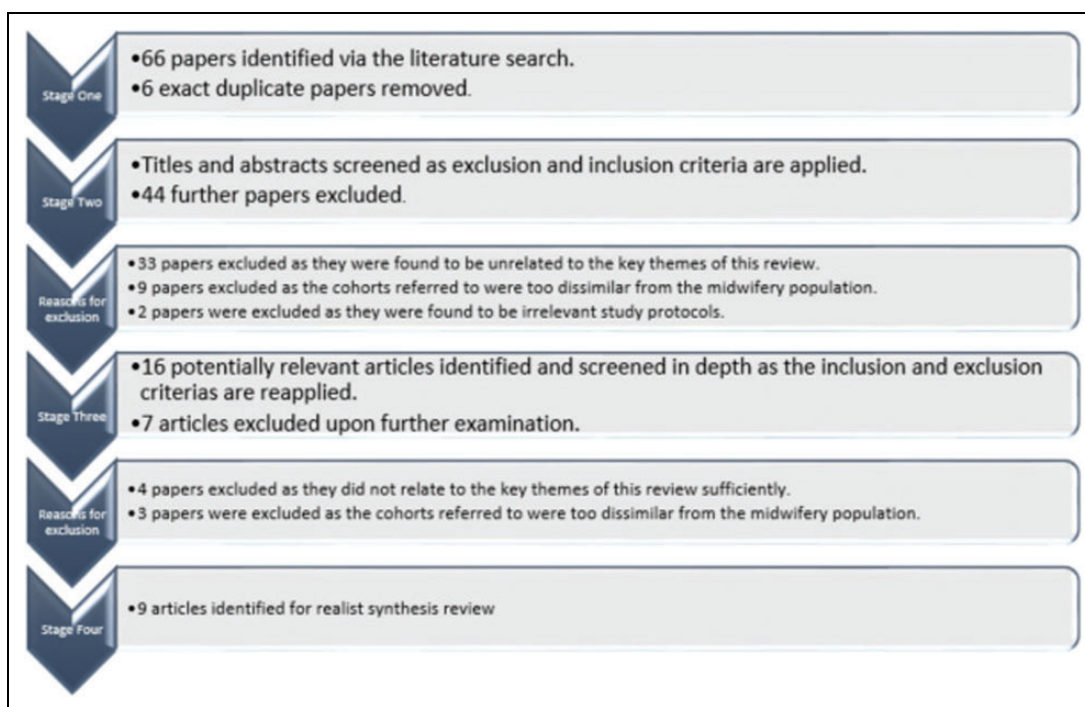 Stage One
•66 papers identified via the literature search.
•6 exact duplicate papers removed.
Stage Two
•Titles and abstracts screened as exclusion and inclusion criteria are applied.
•44 further papers excluded.
Reasons for
exclusion
•33 papers excluded as they were found to be unrelated to the key themes of this review.
•9 papers excluded as the cohorts referred to were too dissimilar from the midwifery population.
•2 papers were excluded as they were found to be irrelevant study protocols.
Stage Three
•16 potentially relevant articles identified and screened in depth as the inclusion and exclusion
criterias are reapplied.
•7 articles excluded upon further examination.
Reasons for
exclusion
•4 papers excluded as they did not relate to the key themes of this review sufficiently.
•3 papers were excluded as the cohorts referred to were too dissimilar from the midwifery population.
Stage Four
•9 articles identified for realist synthesis review